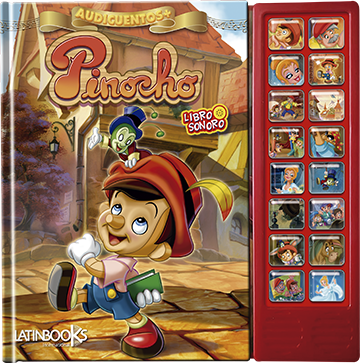 AUDICUENTOS
Pinocho
LIBRO
SONORO
LATINBOOKS